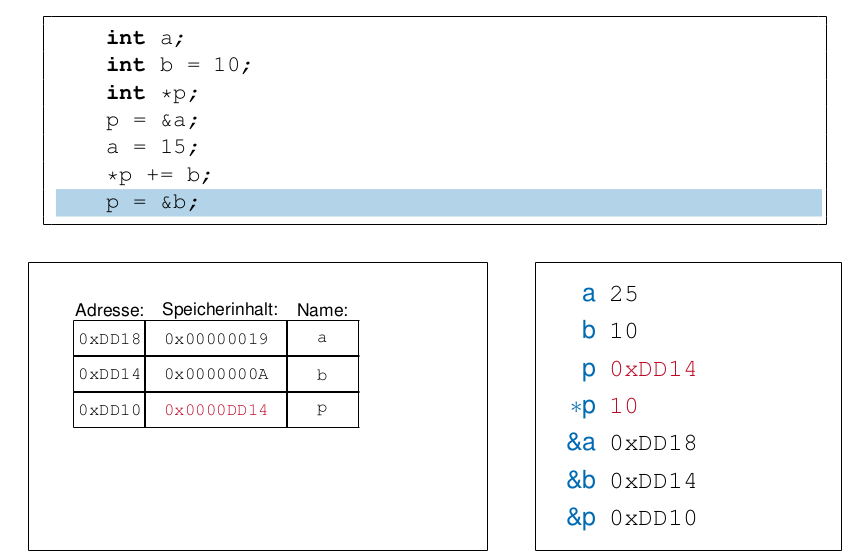 int a;
int b = 10;
int *p;
p = &a;
a = 15;
*p += b;
p = &b;
Adresse: Speicherinhalt: Name:
0xDD18 0x00000019 a
0xDD14 0x0000000A b
0xDD10 0x0000DD14 p
a 25
b 10
p 0xDD14
*p 10
&a 0xDD18
&b 0xDD14
&p 0xDD10